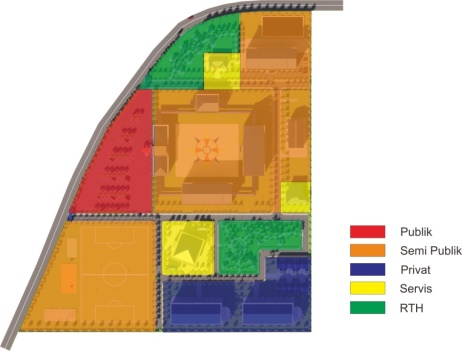 Publik
Semi Publik
Privat
Servis
RTH